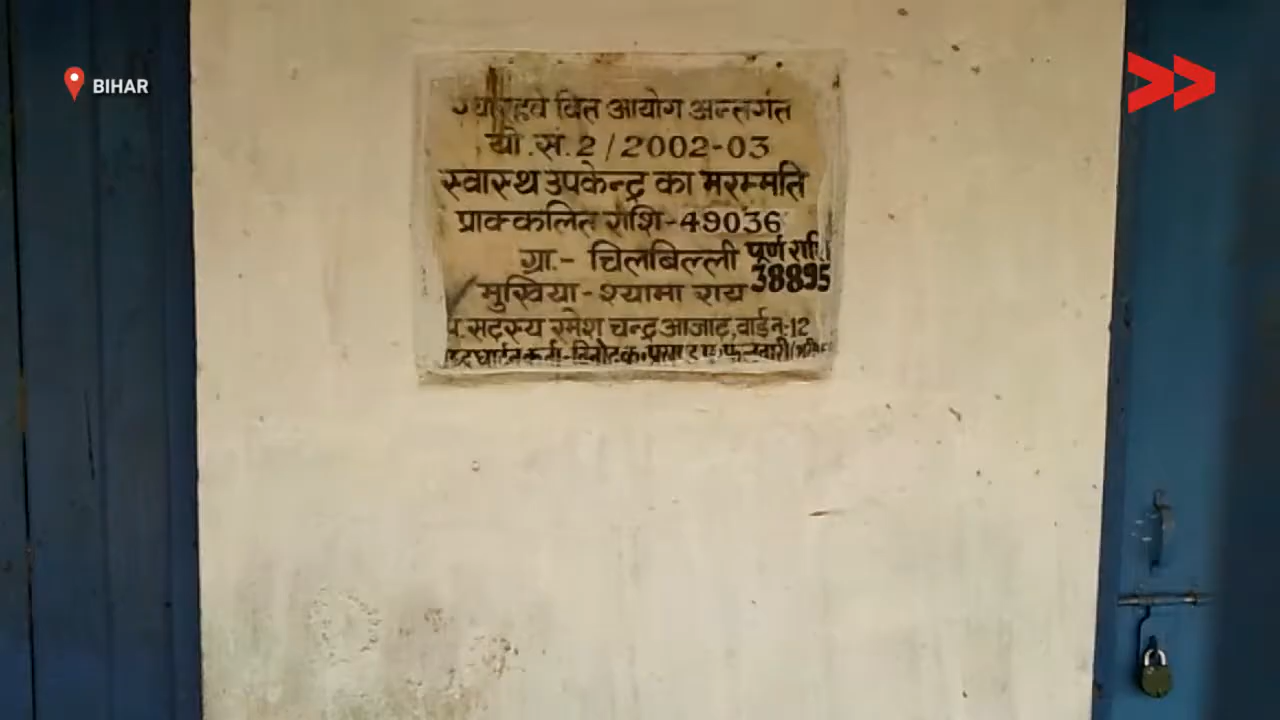 BIHAR
वित आयोग अन्तर्गत
यो.सं.2/2002-03
स्वास्थ उपकेन्द्र का मरम्मति
प्राक्कलित राशि-49036
ग्रा.- चिलबिल्ली
पूर्ण
38895
मुखिया-श्यामा राय
सदस्य रमेश चन्द्र आजाद,वार्ड न.12